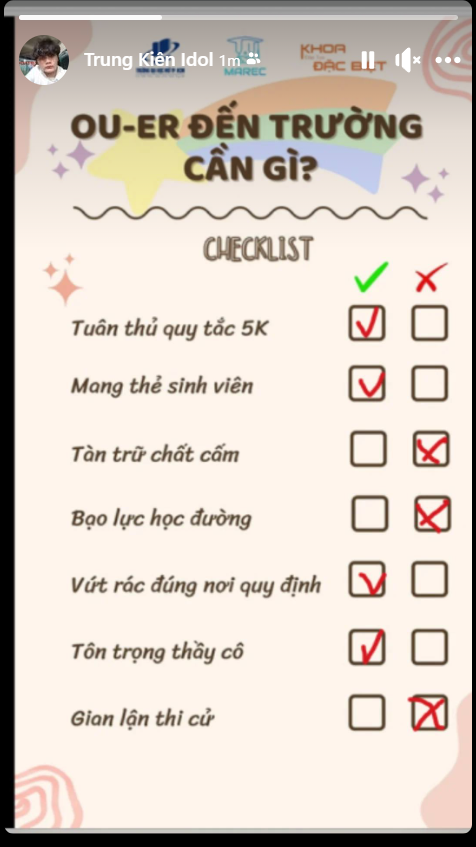 Trung Kiên Idol 1m
MAREC
KHOA
ĐẶC BIỆT
OU-ER ĐẾN TRƯỜNG
CẦN GÌ?
CHECKLIST
Tuân thủ quy tắc 5K
Mang thẻ sinh viên
Tàn trữ chất cấm
Bạo lực học đường
Vứt rác đúng nơi quy định
Tôn trọng thầy cô
Gian lận thi cử